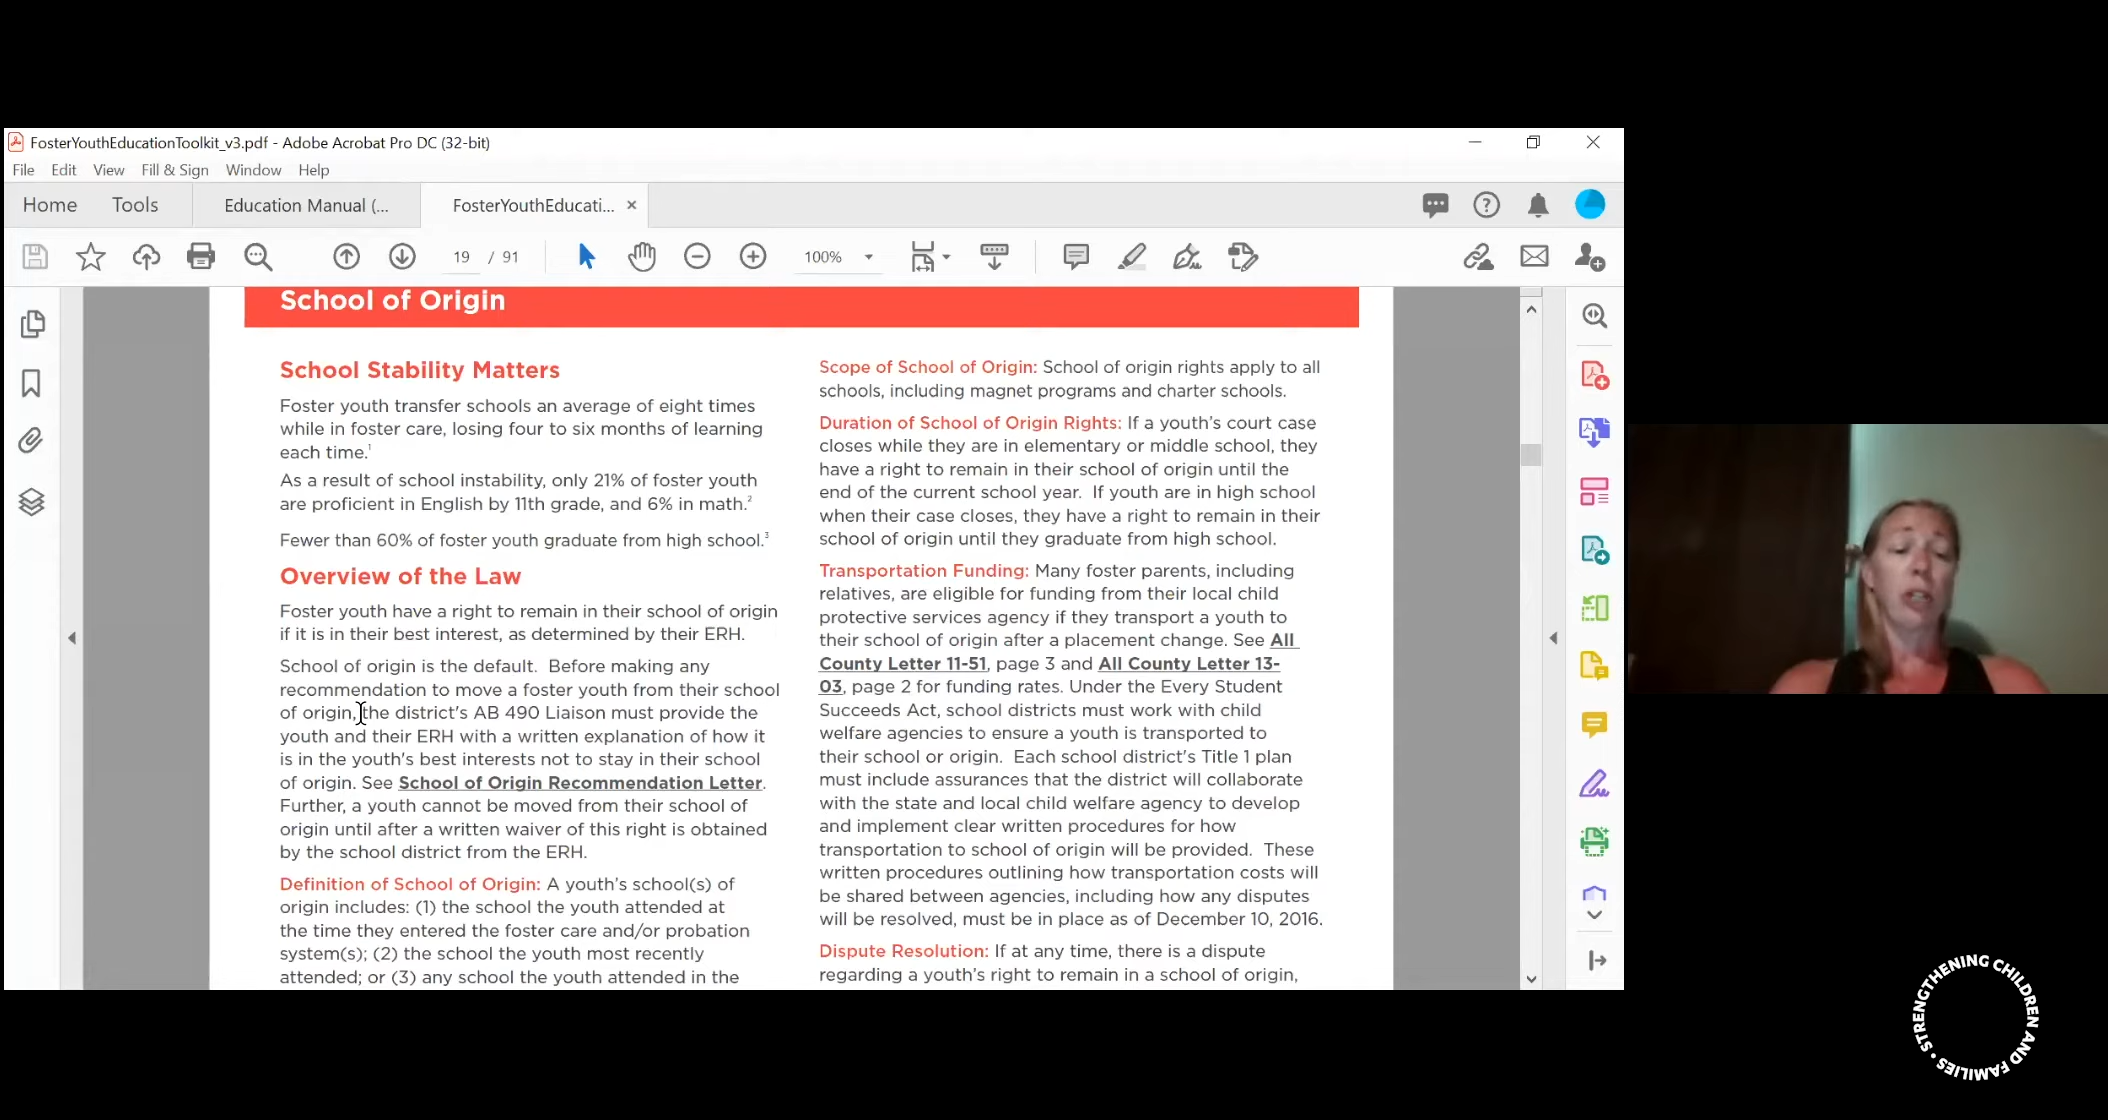 FosterYouthEducationToolkit_v3.pdf - Adobe Acrobat Pro DC (32-bit)
File Edit View Fill & Sign Window Help
Home Tools Education Manual (... FosterYouthEducati... ×
19 / 91 100%
School of Origin
School Stability Matters
Foster youth transfer schools an average of eight times
while in foster care, losing four to six months of learning
each time.1
As a result of school instability, only 21% of foster youth
are proficient in English by 11th grade, and 6% in math.2
Fewer than 60% of foster youth graduate from high school.3
Overview of the Law
Foster youth have a right to remain in their school of origin
if it is in their best interest, as determined by their ERH.
School of origin is the default.  Before making any
recommendation to move a foster youth from their school
of origin, the district's AB 490 Liaison must provide the
youth and their ERH with a written explanation of how it
is in the youth's best interests not to stay in their school
of origin. See School of Origin Recommendation Letter.
Further, a youth cannot be moved from their school of
origin until after a written waiver of this right is obtained
by the school district from the ERH.
Definition of School of Origin: A youth's school(s) of
origin includes: (1) the school the youth attended at
the time they entered the foster care and/or probation
system(s); (2) the school the youth most recently
attended; or (3) any school the youth attended in the
Scope of School of Origin: School of origin rights apply to all
schools, including magnet programs and charter schools.
Duration of School of Origin Rights: If a youth's court case
closes while they are in elementary or middle school, they
have a right to remain in their school of origin until the
end of the current school year.  If youth are in high school
when their case closes, they have a right to remain in their
school of origin until they graduate from high school.
Transportation Funding: Many foster parents, including
relatives, are eligible for funding from their local child
protective services agency if they transport a youth to
their school of origin after a placement change. See All
County Letter 11-51, page 3 and All County Letter 13-
03, page 2 for funding rates. Under the Every Student
Succeeds Act, school districts must work with child
welfare agencies to ensure a youth is transported to
their school or origin.  Each school district's Title 1 plan
must include assurances that the district will collaborate
with the state and local child welfare agency to develop
and implement clear written procedures for how
transportation to school of origin will be provided.  These
written procedures outlining how transportation costs will
be shared between agencies, including how any disputes
will be resolved, must be in place as of December 10, 2016.
Dispute Resolution: If at any time, there is a dispute
regarding a youth's right to remain in a school of origin,
STRENGTHENING CHILDREN AND FAMILIES •